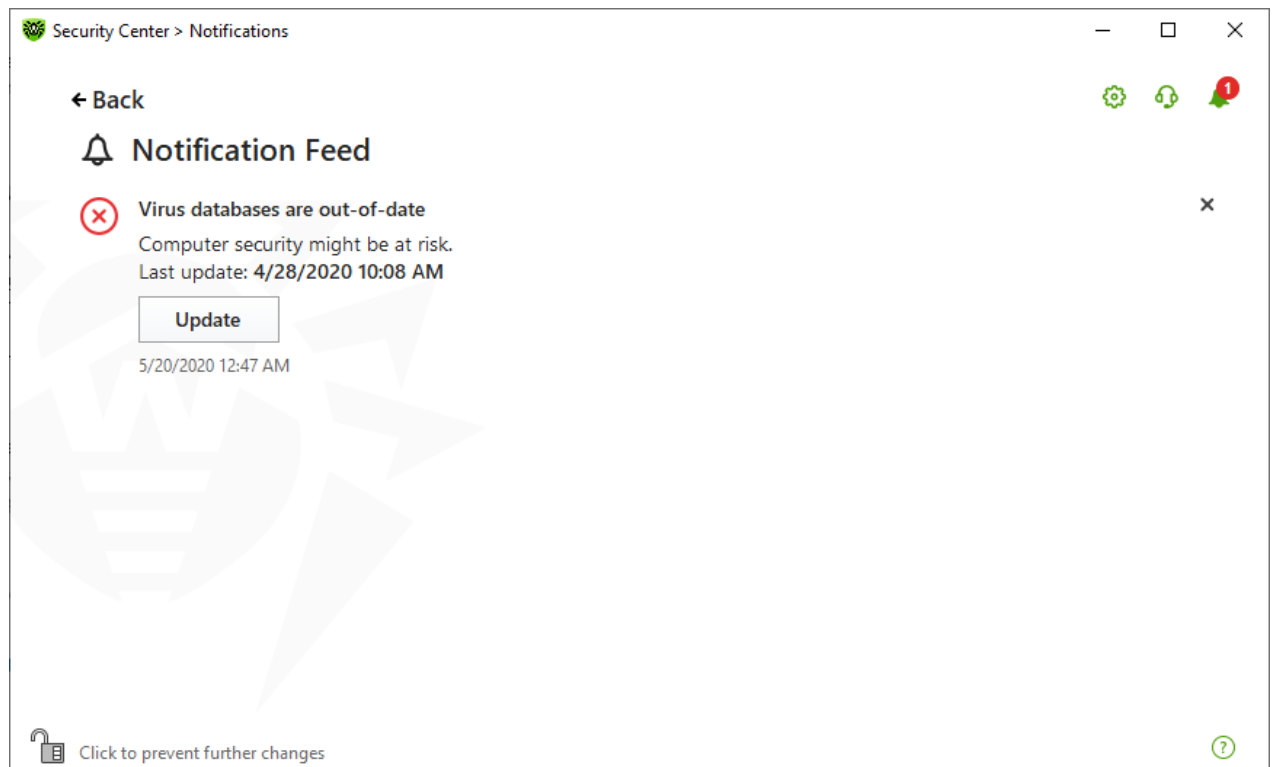 Security Center > Notifications
Back
1
Notification Feed
Virus databases are out-of-date
Computer security might be at risk.
Last update: 4/28/2020 10:08 AM
Update
5/20/2020 12:47 AM
Click to prevent further changes
?